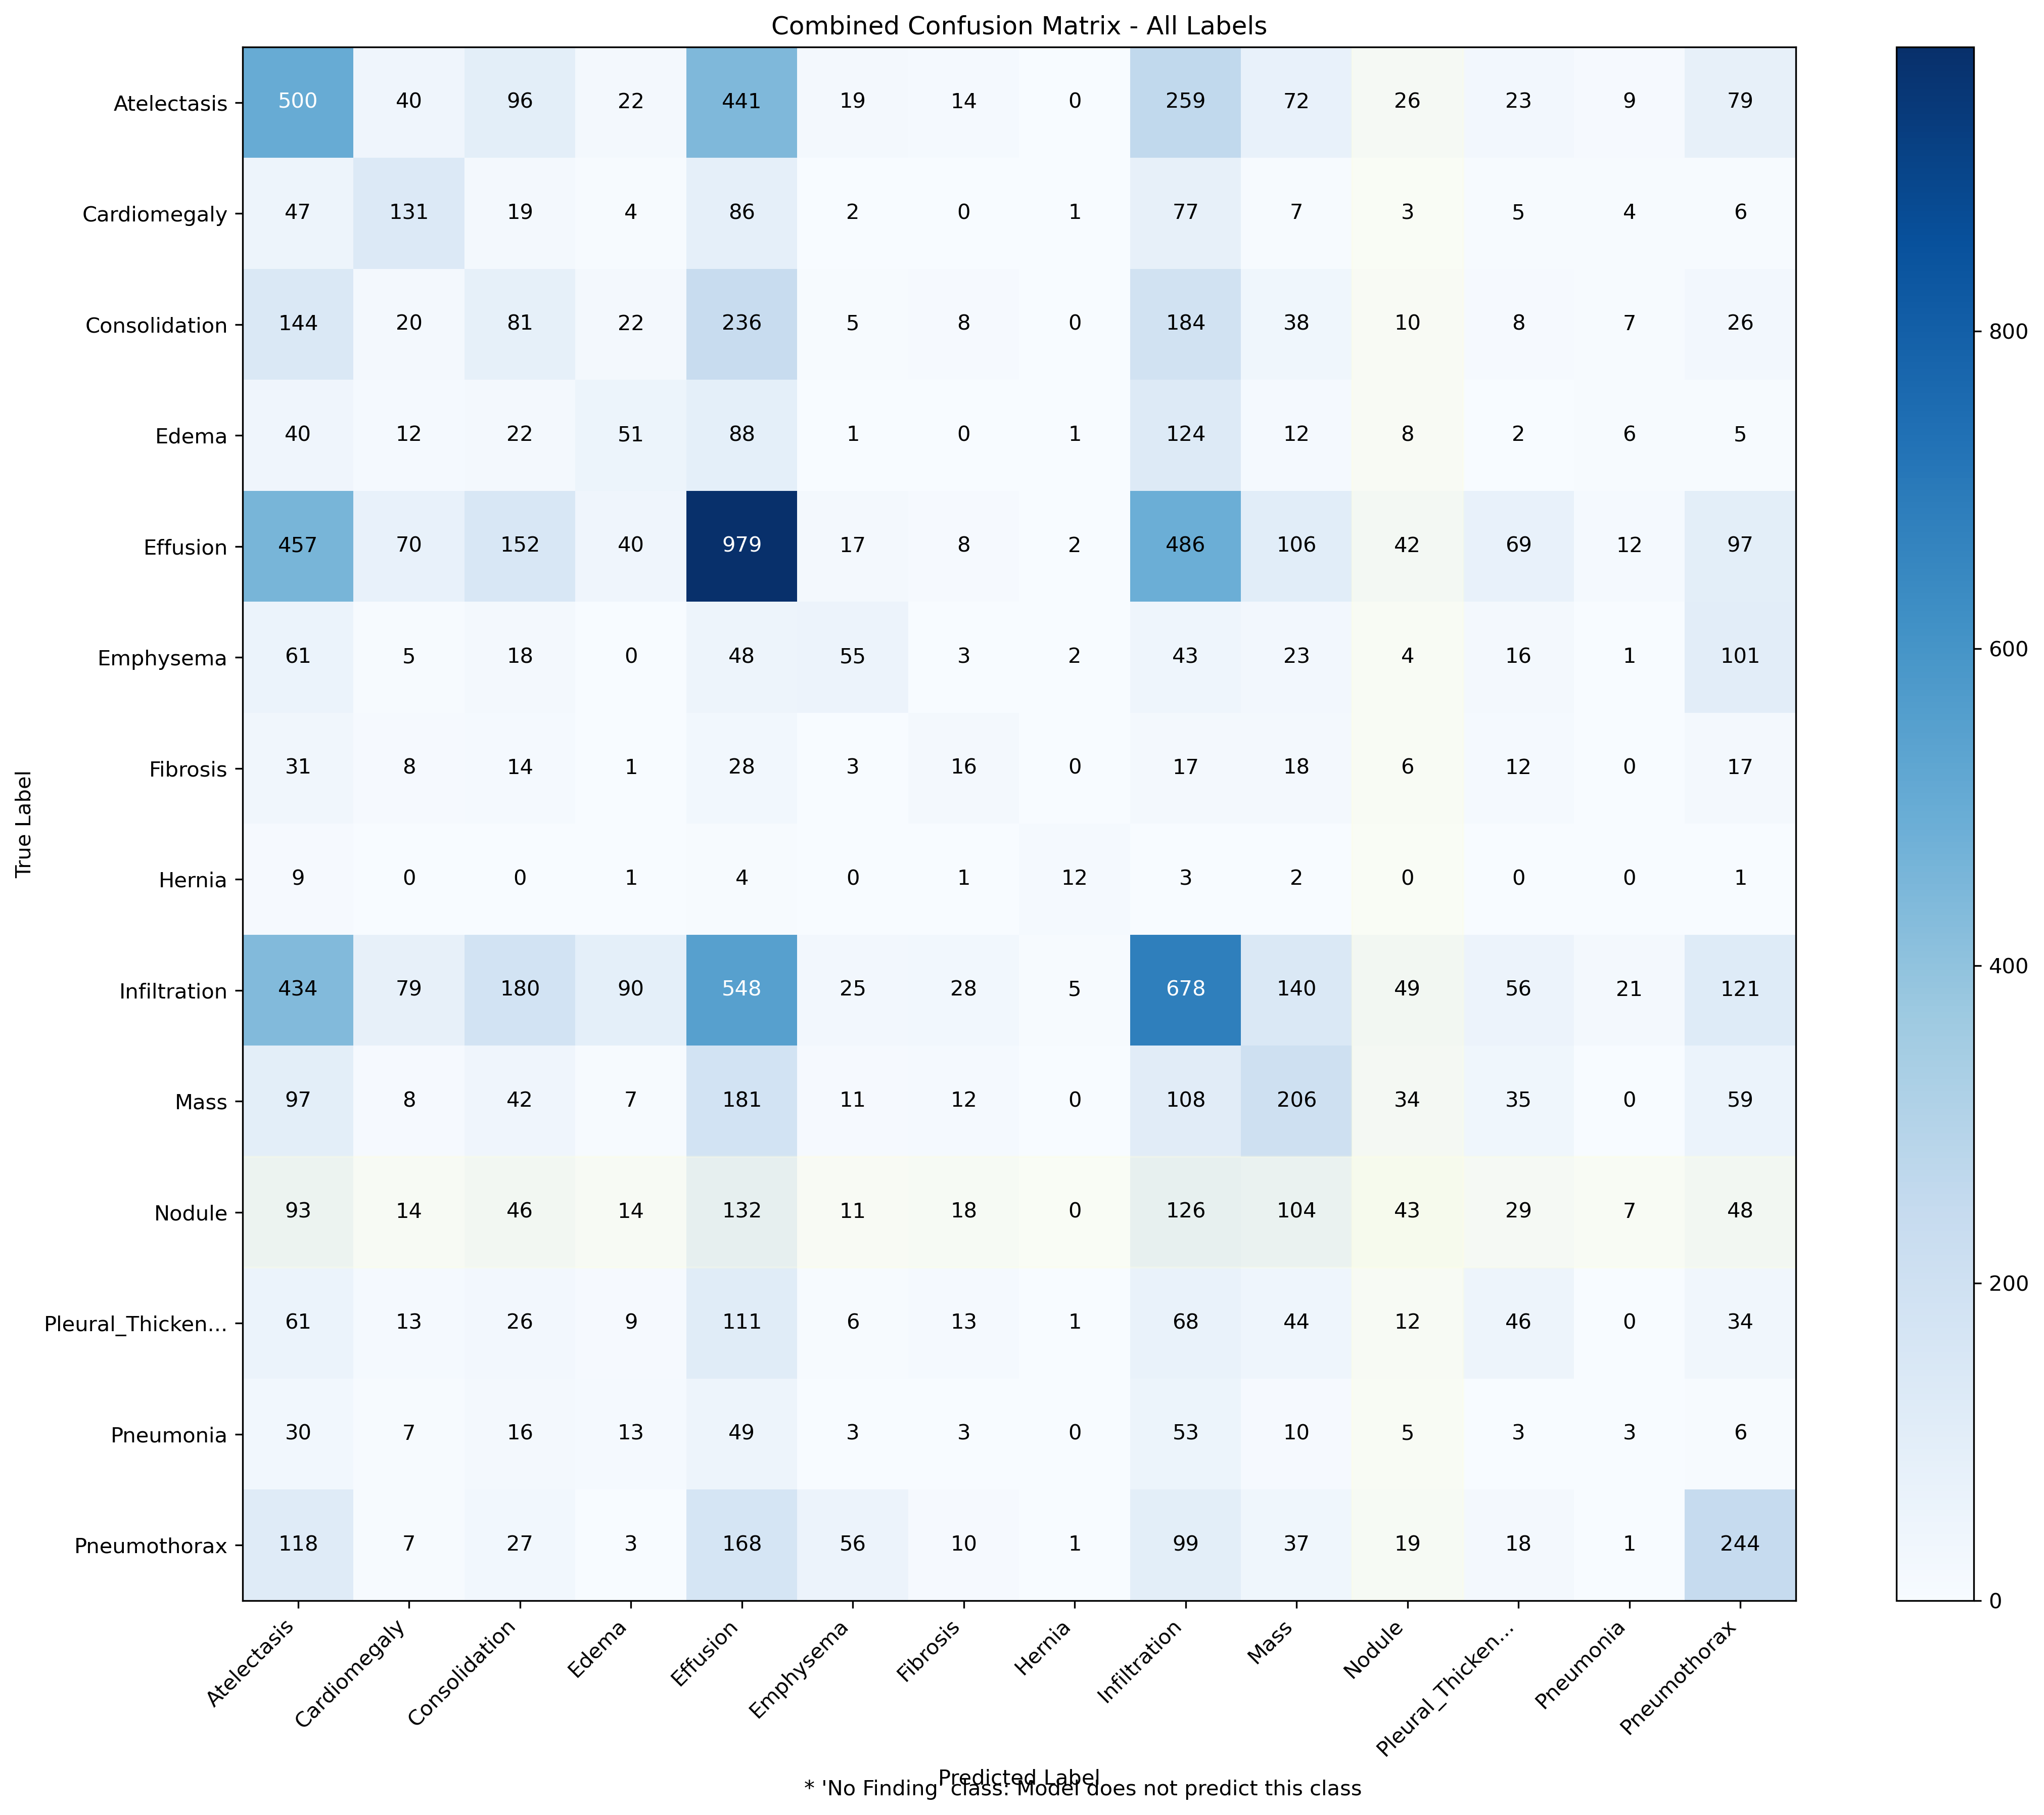 Combined Confusion Matrix - All Labels
True Label
Atelectasis 500 40 96 22 441 19 14 0 259 72 26 23 9 79
Cardiomegaly 47 131 19 4 86 2 0 1 77 7 3 5 4 6
Consolidation 144 20 81 22 236 5 8 0 184 38 10 8 7 26
Edema 40 12 22 51 88 1 0 1 124 12 8 2 6 5
Effusion 457 70 152 40 979 17 8 2 486 106 42 69 12 97
Emphysema 61 5 18 0 48 55 3 2 43 23 4 16 1 101
Fibrosis 31 8 14 1 28 3 16 0 17 18 6 12 0 17
Hernia 9 0 0 1 4 0 1 12 3 2 0 0 0 1
Infiltration 434 79 180 90 548 25 28 5 678 140 49 56 21 121
Mass 97 8 42 7 181 11 12 0 108 206 34 35 0 59
Nodule 93 14 46 14 132 11 18 0 126 104 43 29 7 48
Pleural_Thicken... 61 13 26 9 111 6 13 1 68 44 12 46 0 34
Pneumonia 30 7 16 13 49 3 3 0 53 10 5 3 3 6
Pneumothorax 118 7 27 3 168 56 10 1 99 37 19 18 1 244
Atelectasis Cardiomegaly Consolidation Edema Effusion Emphysema Fibrosis Hernia Infiltration Mass Nodule Pleural_Thicken... Pneumonia Pneumothorax
Predicted Label
* 'No Finding' class: Model does not predict this class
800
600
400
200
0